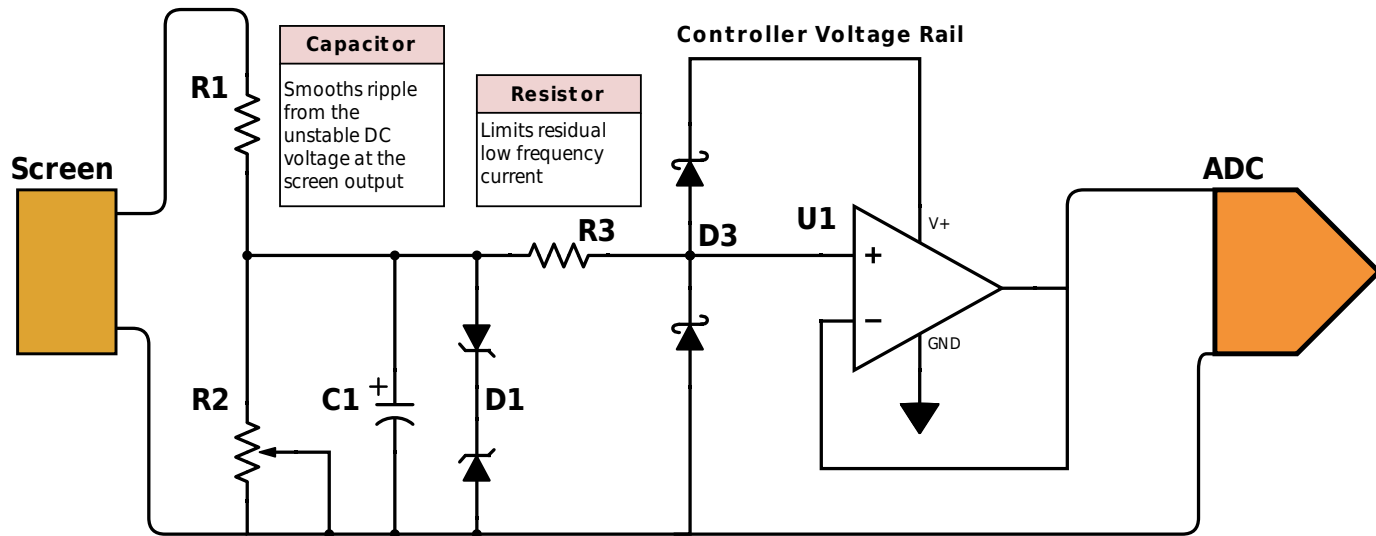 Controller Voltage Rail
Capacitor
Smooths ripple
from the
unstable DC
voltage at the
screen output
R1
Resistor
Limits residual
low frequency
current
Screen
ADC
R3
D3
U1
V+
+
−
GND
R2
+
C1
D1